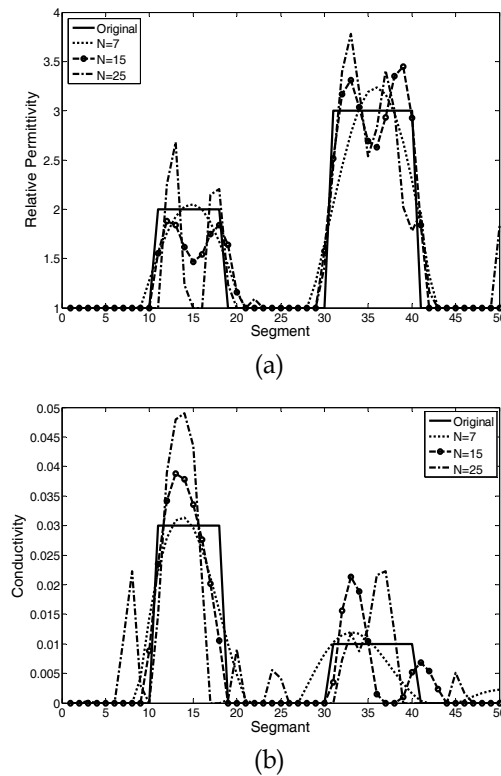 4
3.5
3
2.5
2
1.5
1
Relative Permittivity
Original
N=7
N=15
N=25
0 5 10 15 20 25 30 35 40 45 50
Segment
(a)
0.05
0.045
0.04
0.035
0.03
0.025
0.02
0.015
0.01
0.005
0
Conductivity
Original
N=7
N=15
N=25
0 5 10 15 20 25 30 35 40 45 50
Segmant
(b)